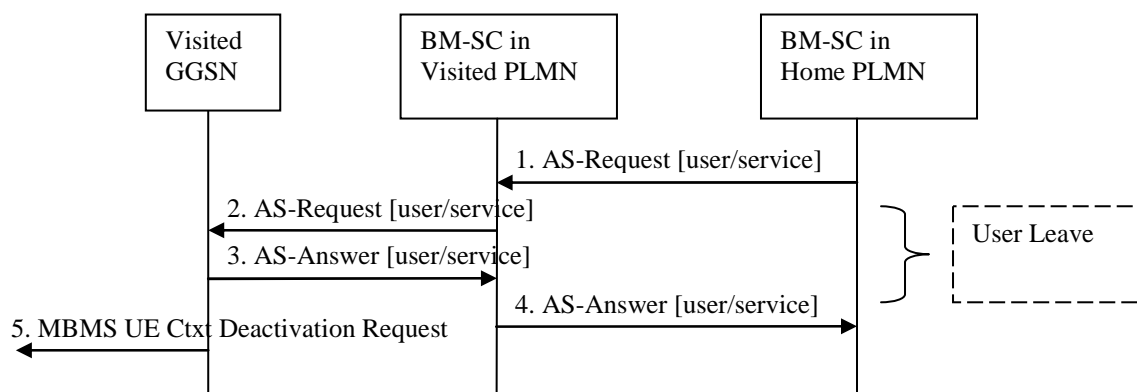 Visited
GGSN
BM-SC in
Visited PLMN
BM-SC in
Home PLMN
1. AS-Request [user/service]
2. AS-Request [user/service]
User Leave
3. AS-Answer [user/service]
4. AS-Answer [user/service]
5. MBMS UE Ctxt Deactivation Request